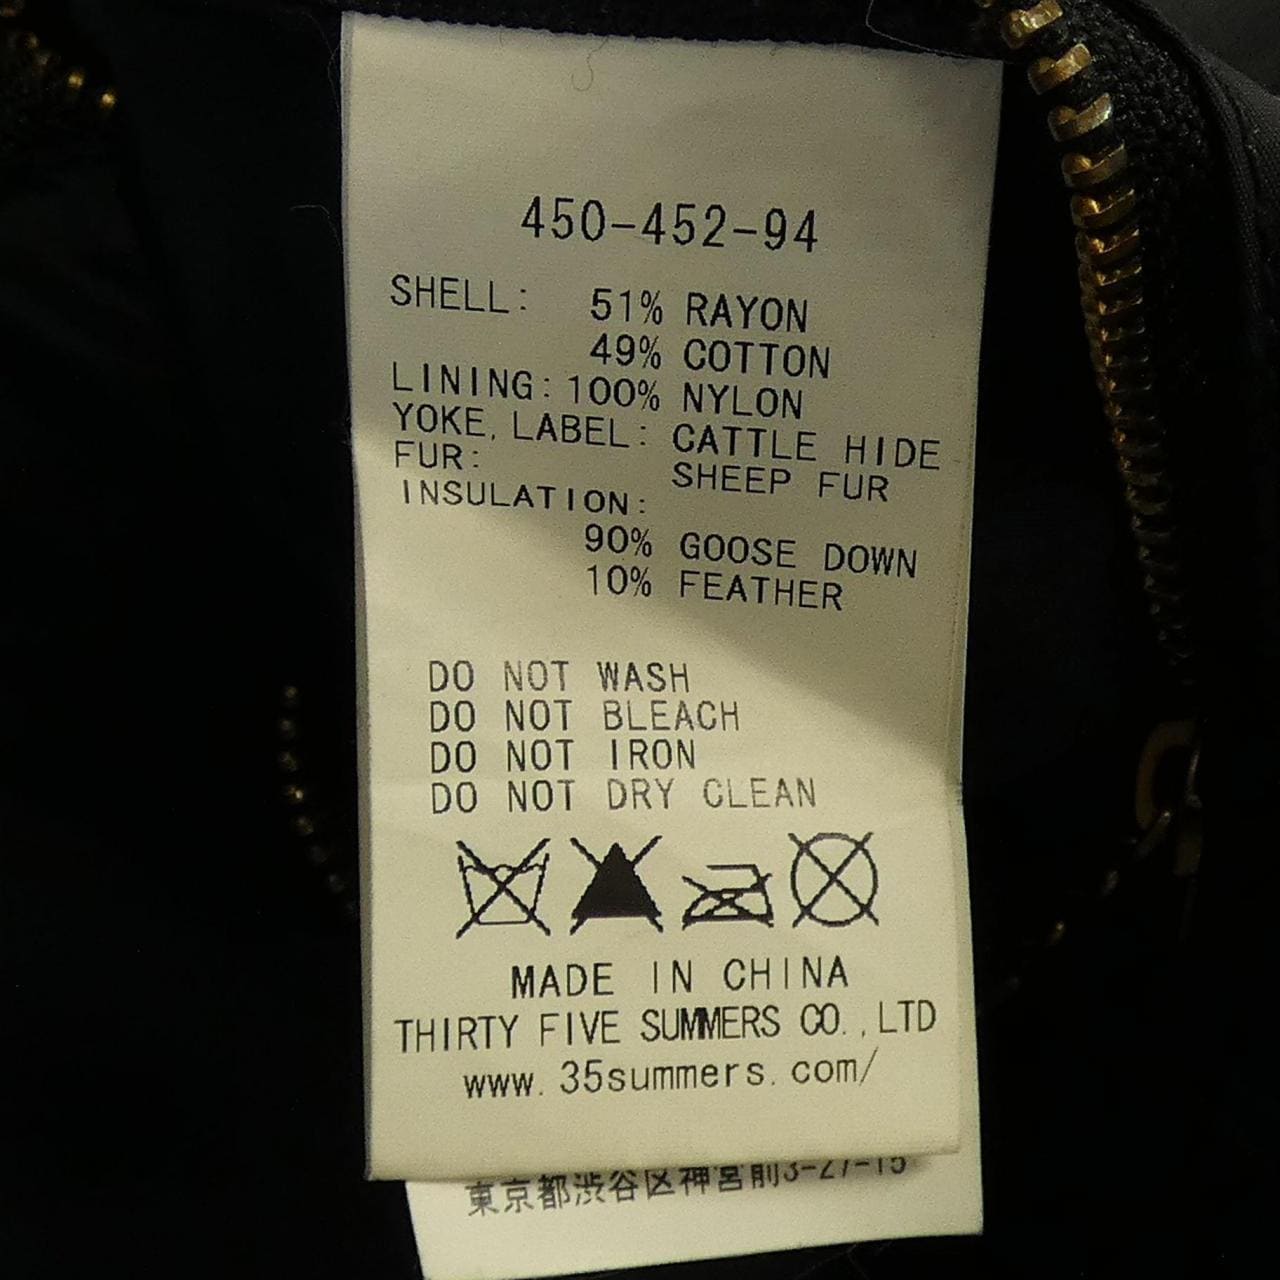 450-452-94
SHELL: 51% RAYON
49% COTTON
LINING: 100% NYLON
YOKE, LABEL: CATTLE HIDE
FUR: SHEEP FUR
INSULATION:
90% GOOSE DOWN
10% FEATHER
DO NOT WASH
DO NOT BLEACH
DO NOT IRON
DO NOT DRY CLEAN
MADE IN CHINA
THIRTY FIVE SUMMERS CO.,LTD
www.35summers.com/
東京都渋谷区神宮前3-27-15